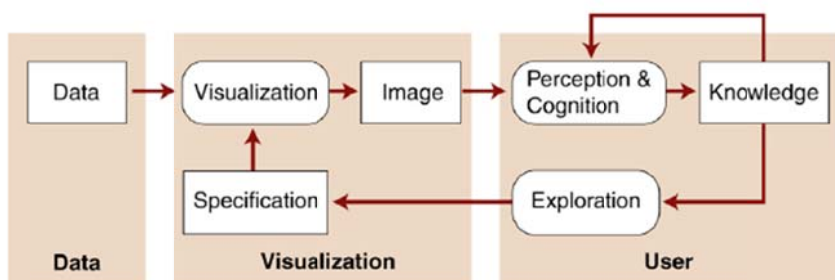 Data
Visualization
Image
Perception &
Cognition
Knowledge
Specification
Exploration
Data
Visualization
User